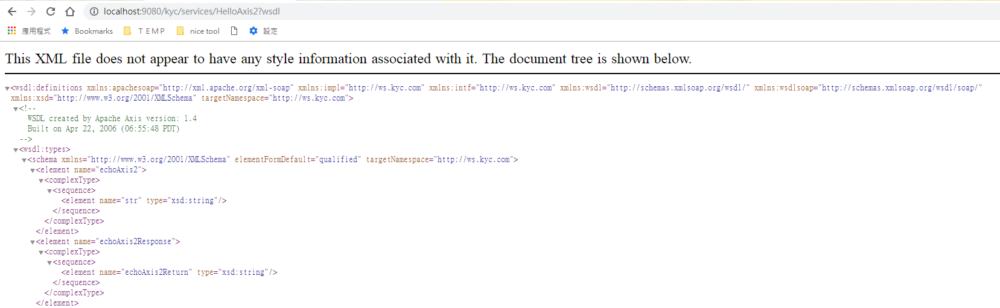 localhost:9080/kyc/services/HelloAxis2?wsdl
應用程式 Bookmarks ＴＥＭＰ nice tool 設定
This XML file does not appear to have any style information associated with it. The document tree is shown below.
<wsdl:definitions xmlns:apachesoap="http://xml.apache.org/xml-soap" xmlns:impl="http://ws.kyc.com" xmlns:intf="http://ws.kyc.com" xmlns:wsdl="http://schemas.xmlsoap.org/wsdl/" xmlns:wsdlsoap="http://schemas.xmlsoap.org/wsdl/soap/"
xmlns:xsd="http://www.w3.org/2001/XMLSchema" targetNamespace="http://ws.kyc.com">
<!--
WSDL created by Apache Axis version: 1.4
Built on Apr 22, 2006 (06:55:48 PDT)
-->
<wsdl:types>
<schema xmlns="http://www.w3.org/2001/XMLSchema" elementFormDefault="qualified" targetNamespace="http://ws.kyc.com">
<element name="echoAxis2">
<complexType>
<sequence>
<element name="str" type="xsd:string"/>
</sequence>
</complexType>
</element>
<element name="echoAxis2Response">
<complexType>
<sequence>
<element name="echoAxis2Return" type="xsd:string"/>
</sequence>
</complexType>
</element>